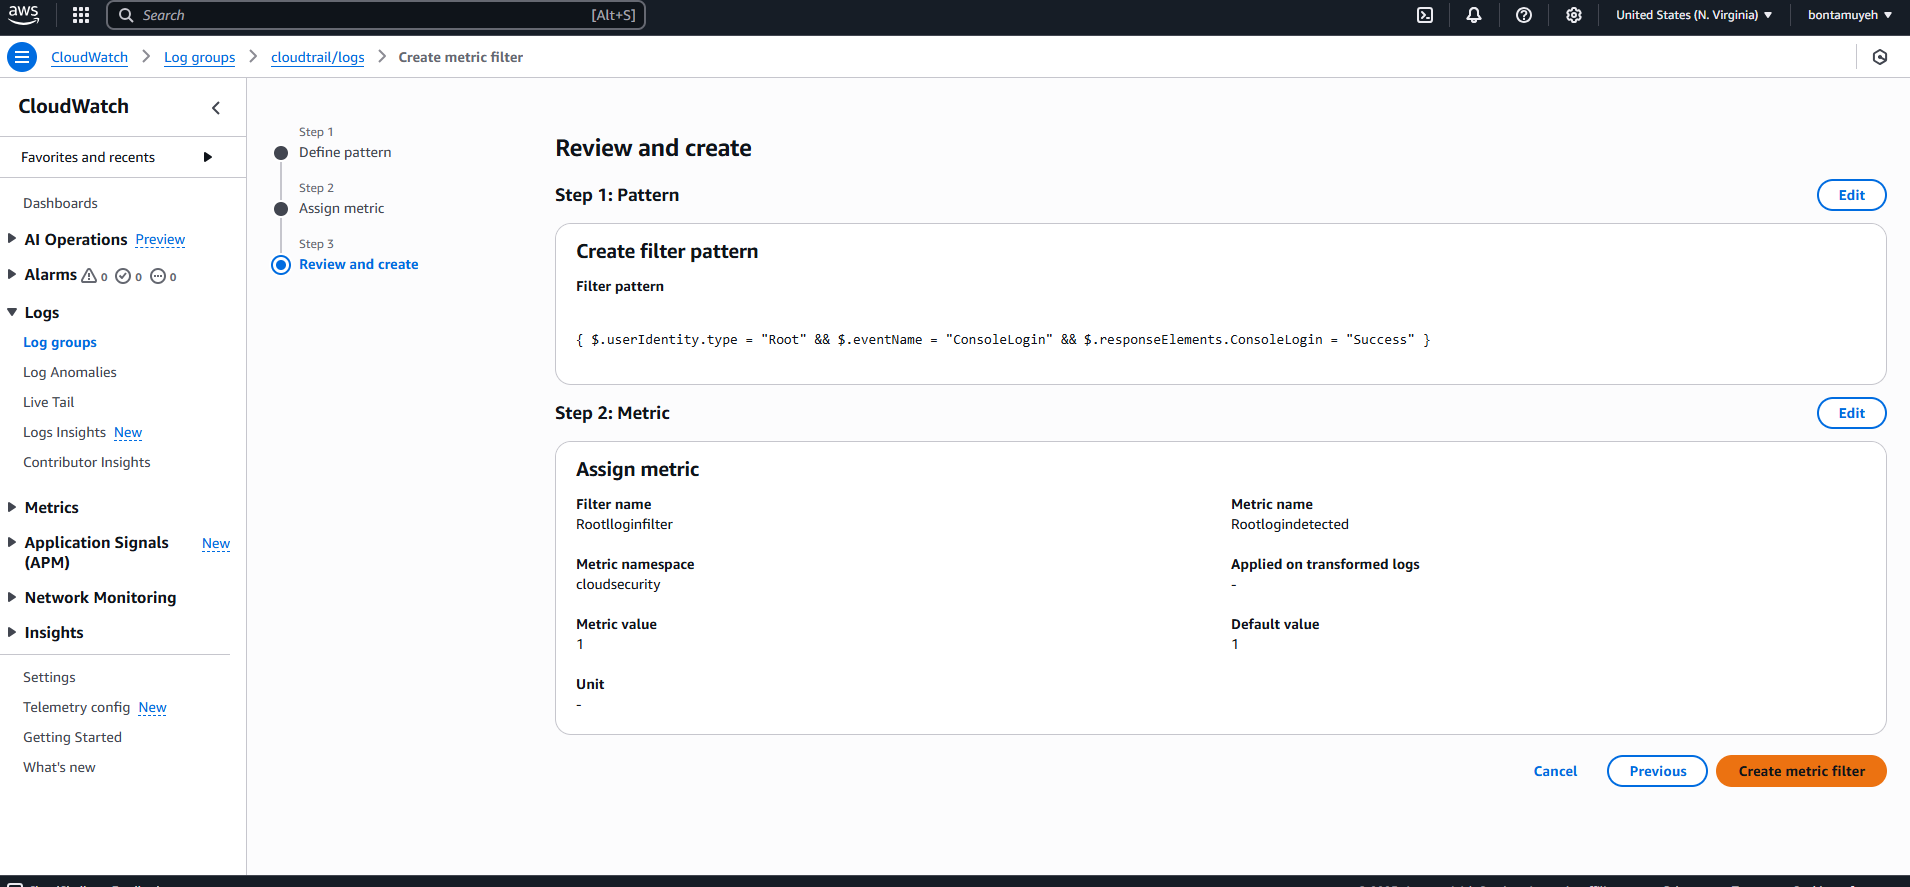 aws
Search [Alt+S]
United States (N. Virginia)
bontamuyeh
CloudWatch
Log groups
cloudtrail/logs
Create metric filter
CloudWatch
Favorites and recents
Dashboards
AI Operations Preview
Alarms 0 0 0
Logs
Log groups
Log Anomalies
Live Tail
Logs Insights New
Contributor Insights
Metrics
Application Signals New
(APM)
Network Monitoring
Insights
Settings
Telemetry config New
Getting Started
What's new
Step 1
Define pattern
Step 2
Assign metric
Step 3
Review and create
Review and create
Step 1: Pattern
Edit
Create filter pattern
Filter pattern
{ $.userIdentity.type = "Root" && $.eventName = "ConsoleLogin" && $.responseElements.ConsoleLogin = "Success" }
Step 2: Metric
Edit
Assign metric
Filter name
Rootlloginfilter
Metric name
Rootlogindetected
Metric namespace
cloudsecurity
Applied on transformed logs
-
Metric value
1
Default value
1
Unit
-
Cancel
Previous
Create metric filter